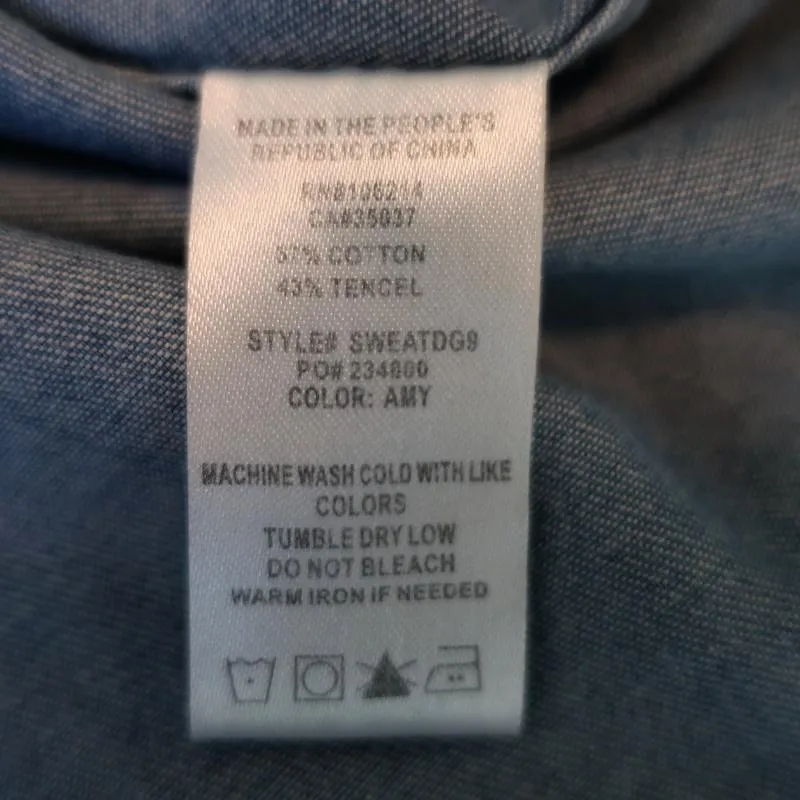 MADE IN THE PEOPLE'S
REPUBLIC OF CHINA
CA#35037
57% COTTON
43% TENCEL
STYLE# SWEATDG9
PO# 234800
COLOR: AMY
MACHINE WASH COLD WITH LIKE
COLORS
TUMBLE DRY LOW
DO NOT BLEACH
WARM IRON IF NEEDED